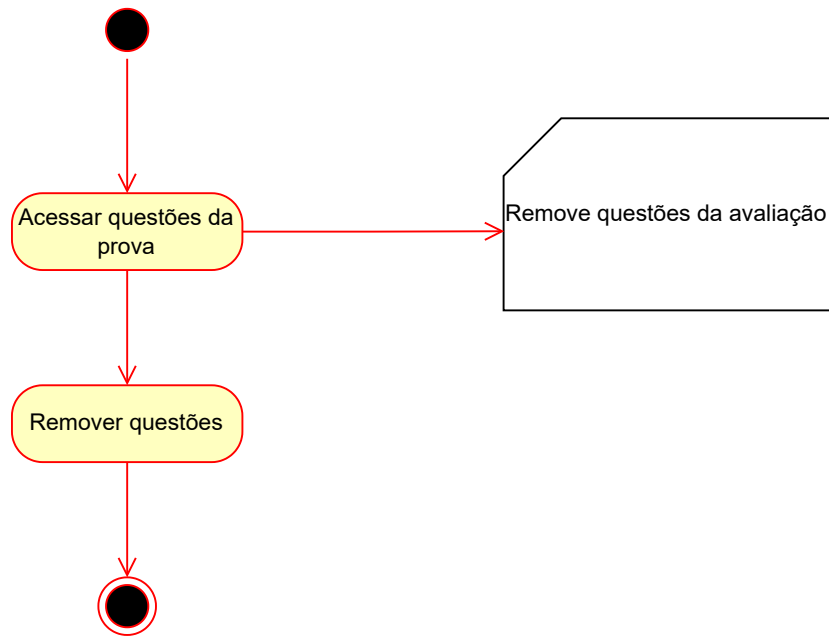 Acessar questões da
prova
Remove questões da avaliação
Remover questões